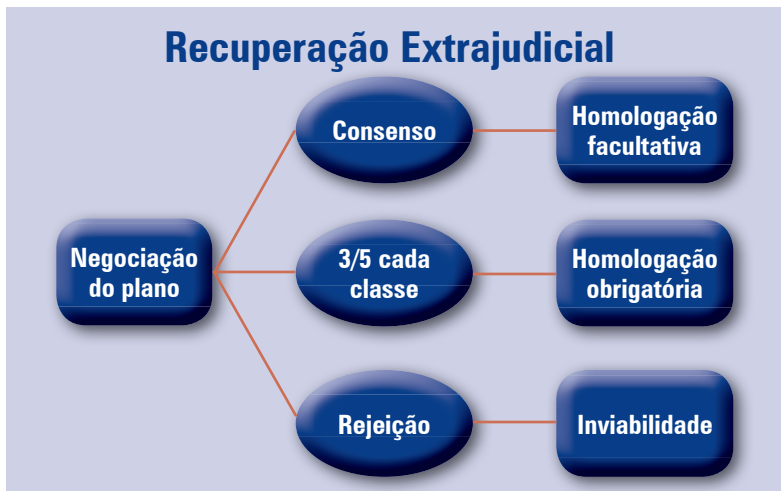 Recuperação Extrajudicial
Negociação
do plano
Consenso
Homologação
facultativa
3/5 cada
classe
Homologação
obrigatória
Rejeição
Inviabilidade